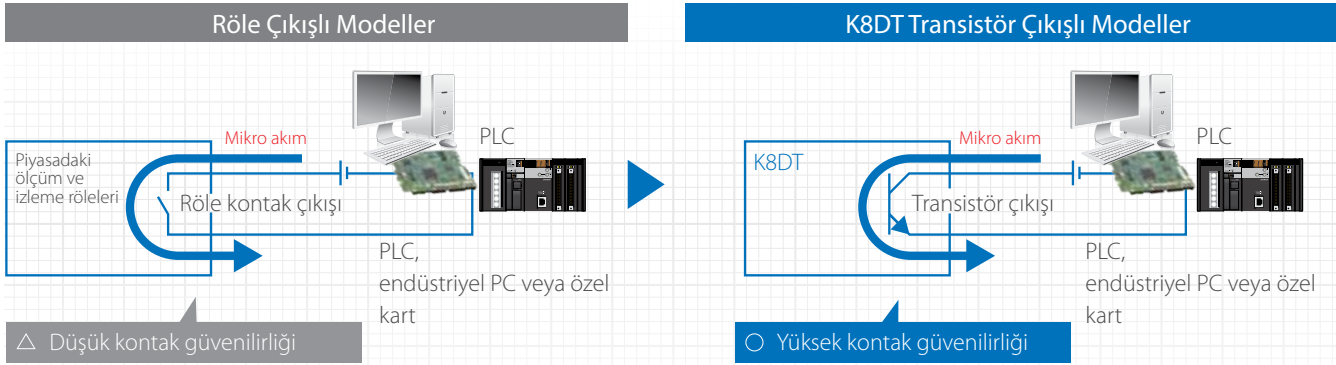 Röle Çıkışlı Modeller
Mikro akım
PLC
Piyasadaki
ölçüm ve
izleme röleleri
Röle kontak çıkışı
PLC,
endüstriyel PC veya özel
kart
△ Düşük kontak güvenilirliği
K8DT Transistör Çıkışlı Modeller
Mikro akım
PLC
K8DT
Transistör çıkışı
PLC,
endüstriyel PC veya özel
kart
○ Yüksek kontak güvenilirliği